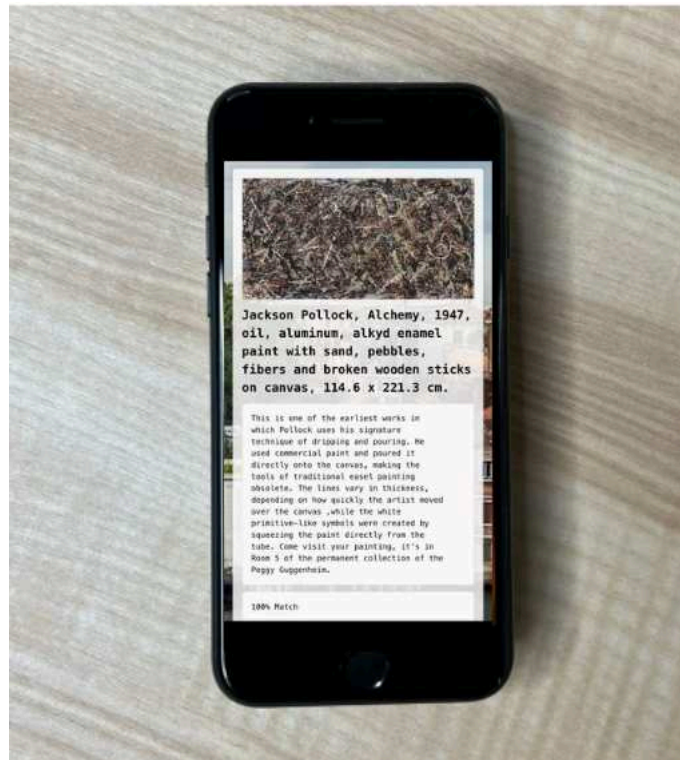 Jackson Pollock, Alchemy, 1947,
oil, aluminum, alkyd enamel
paint with sand, pebbles,
fibers and broken wooden sticks
on canvas, 114.6 x 221.3 cm.
This is one of the earliest works in
which Pollock uses his signature
technique of dripping and pouring. He
used commercial paint and poured it
directly onto the canvas, making the
tools of traditional easel painting
obsolete. The lines vary in thickness,
depending on how quickly the artist moved
over the canvas ,while the white
primitive-like symbols were created by
squeezing the paint directly from the
tube. Come visit your painting, it's in
Room 5 of the permanent collection of the
Peggy Guggenheim.
100% Match